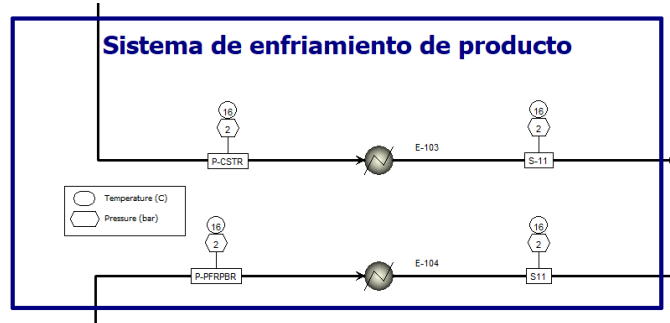 Sistema de enfriamiento de producto
16
2
P-CSTR
E-103
16
2
S-11
Temperature (C)
Pressure (bar)
16
2
P-PFRPBR
E-104
16
2
S11